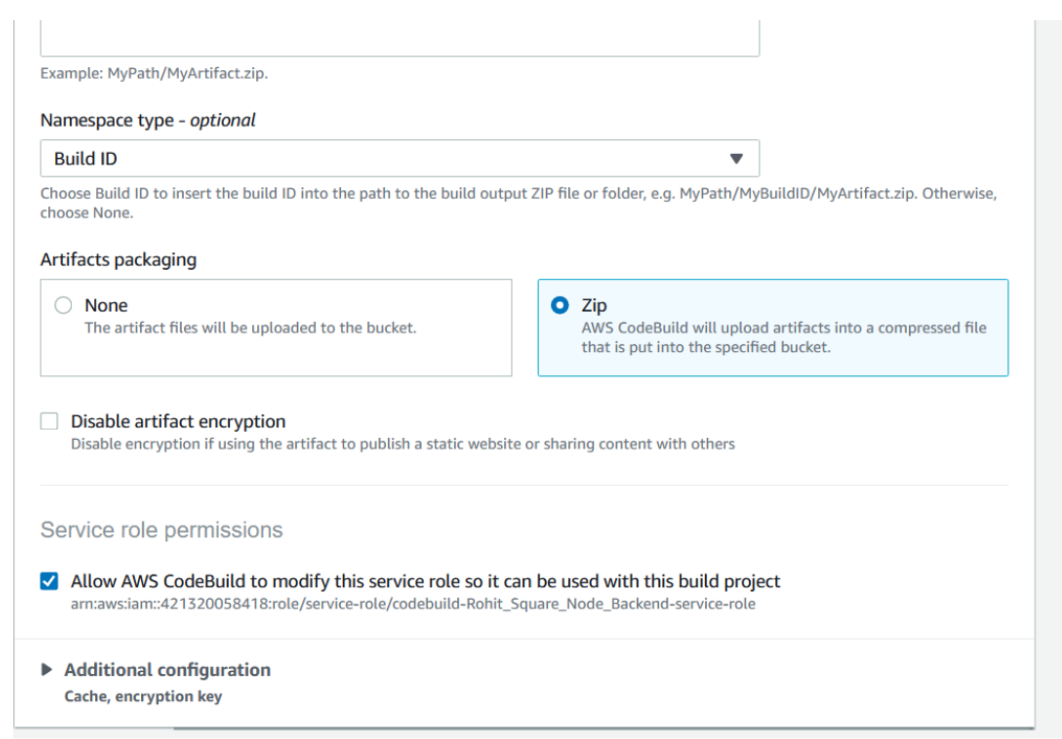 Example: MyPath/MyArtifact.zip.
Namespace type - optional
Build ID
Choose Build ID to insert the build ID into the path to the build output ZIP file or folder, e.g. MyPath/MyBuildID/MyArtifact.zip. Otherwise,
choose None.
Artifacts packaging
None
The artifact files will be uploaded to the bucket.
Zip
AWS CodeBuild will upload artifacts into a compressed file
that is put into the specified bucket.
Disable artifact encryption
Disable encryption if using the artifact to publish a static website or sharing content with others
Service role permissions
Allow AWS CodeBuild to modify this service role so it can be used with this build project
arn:aws:iam::421320058418:role/service-role/codebuild-Rohit_Square_Node_Backend-service-role
Additional configuration
Cache, encryption key